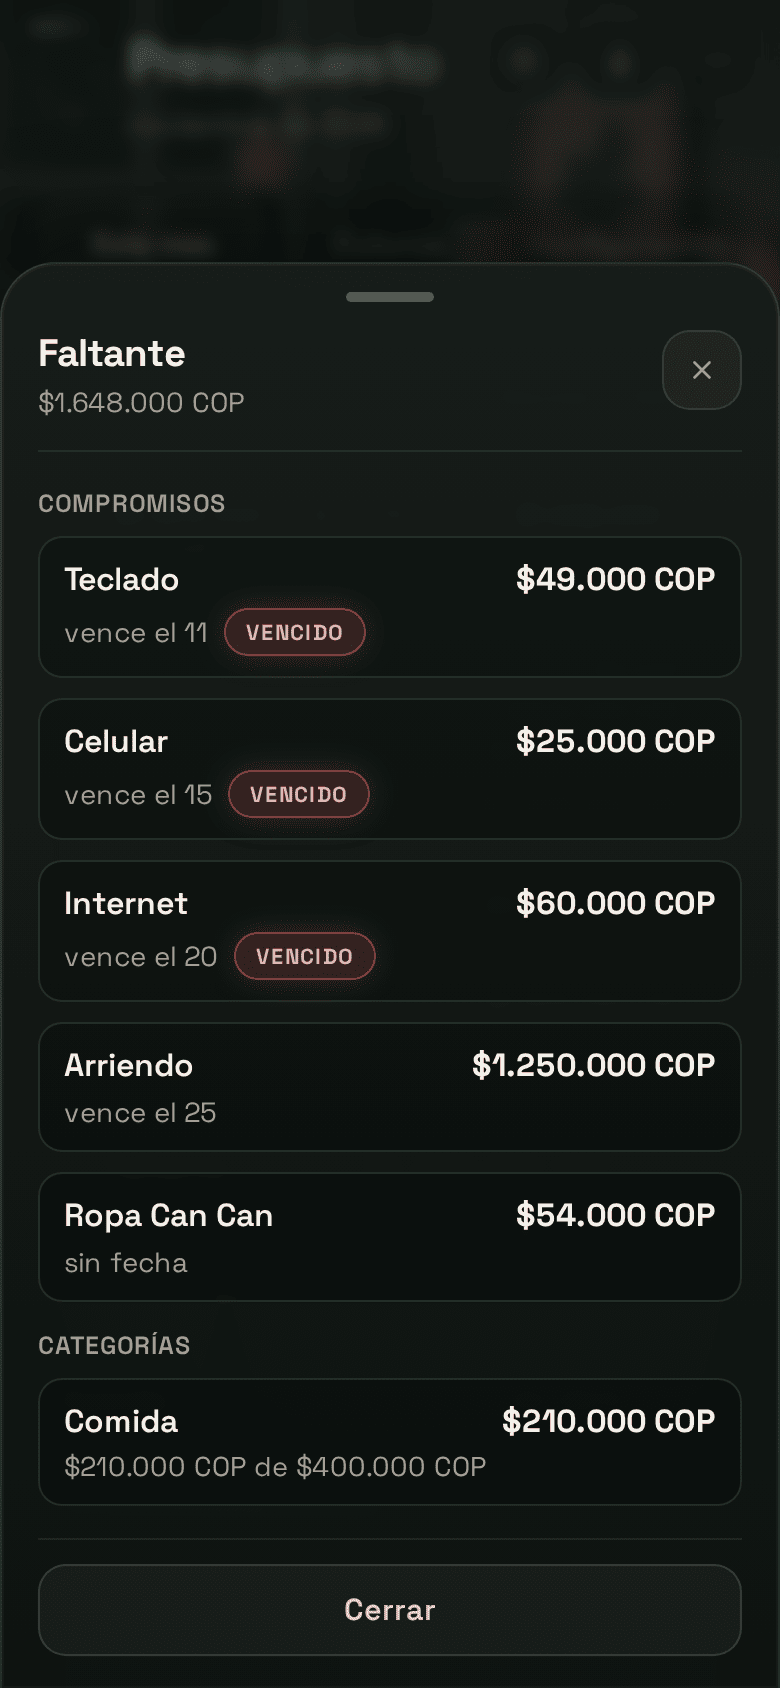 Presupuesto
Faltante
$1.648.000 COP
COMPROMISOS
Teclado $49.000 COP
vence el 11 VENCIDO
Celular $25.000 COP
vence el 15 VENCIDO
Internet $60.000 COP
vence el 20 VENCIDO
Arriendo $1.250.000 COP
vence el 25
Ropa Can Can $54.000 COP
sin fecha
CATEGORÍAS
Comida $210.000 COP
$210.000 COP de $400.000 COP
Cerrar